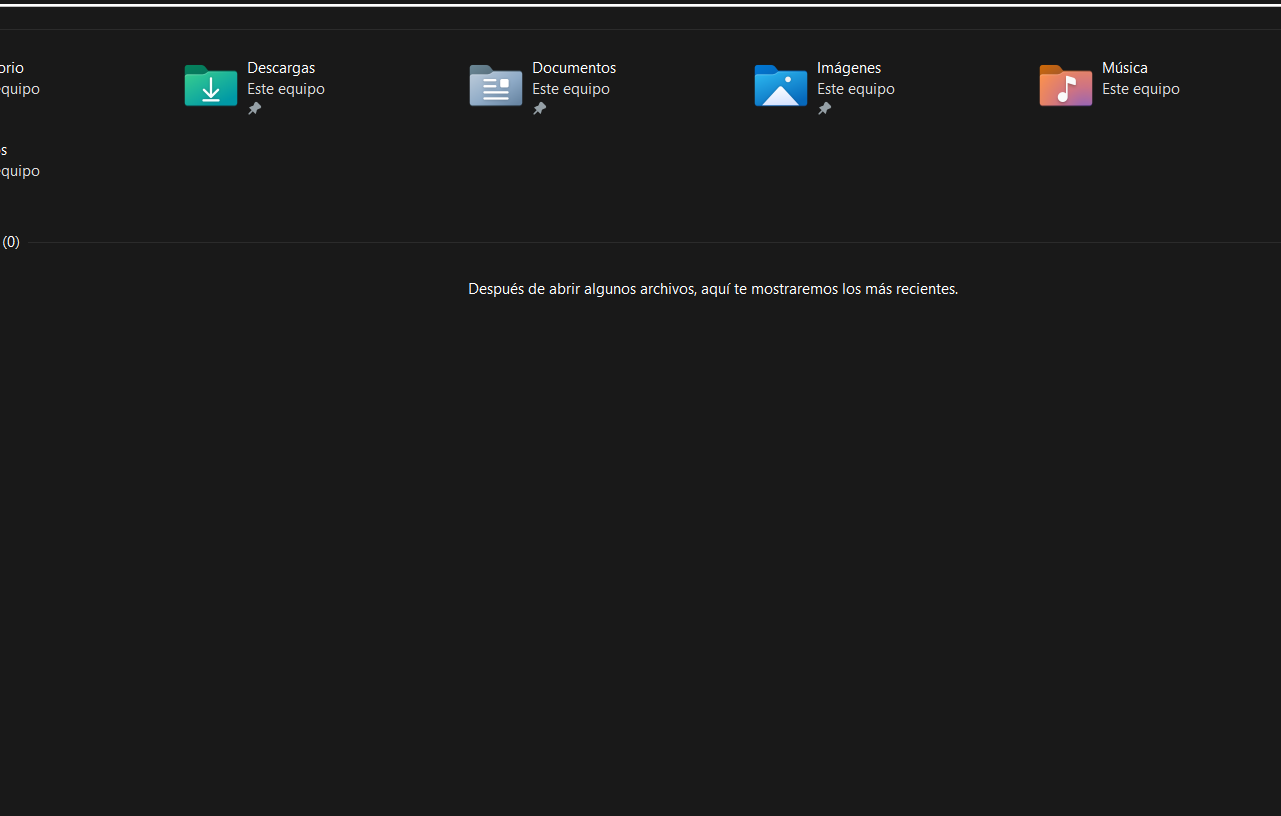 orio
Descargas
Documentos
Imágenes
Música
equipo
Este equipo
Este equipo
Este equipo
Este equipo
s
equipo
(0)
Después de abrir algunos archivos, aquí te mostraremos los más recientes.